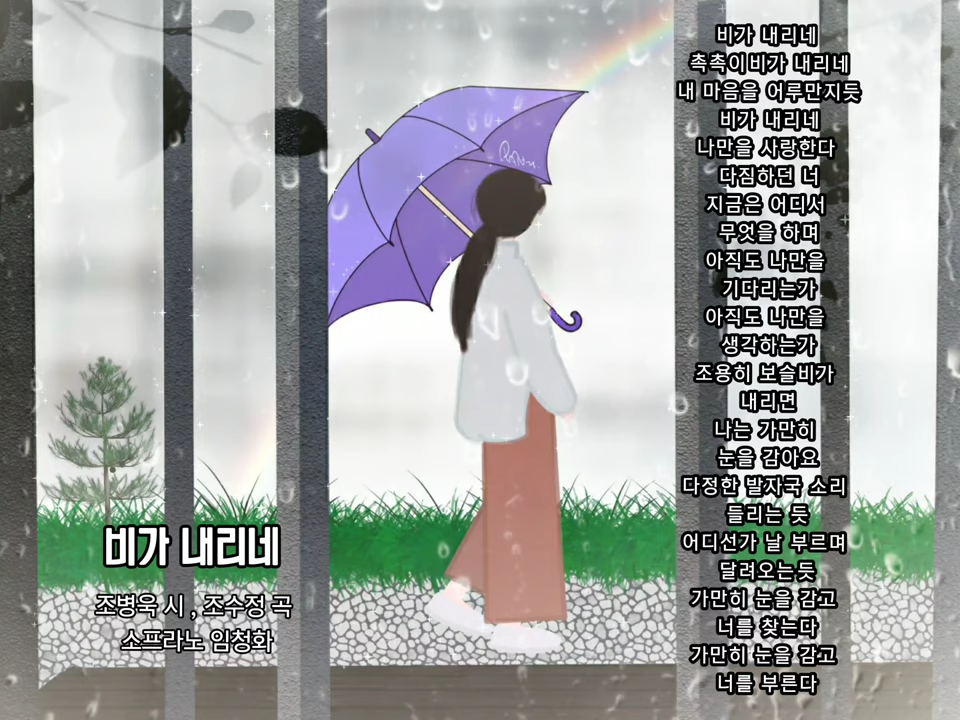 비가 내리네
조병욱 시 , 조수정 곡
소프라노 임청화
비가 내리네
촉촉이비가 내리네
내 마음을 어루만지듯
비가 내리네
나만을 사랑한다
다짐하던 너
지금은 어디서
무엇을 하며
아직도 나만을
기다리는가
아직도 나만을
생각하는가
조용히 보슬비가
내리면
나는 가만히
눈을 감아요
다정한 발자국 소리
들리는 듯
어디선가 날 부르며
달려오는듯
가만히 눈을 감고
너를 찾는다
가만히 눈을 감고
너를 부른다